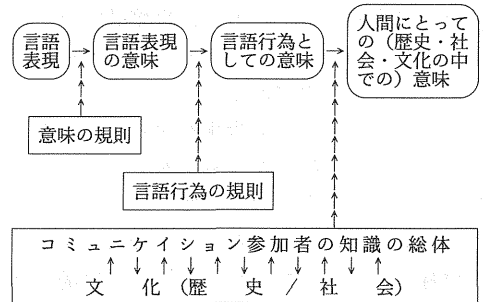 言語
表現
言語表現
の意味
言語行為と
しての意味
人間にとって
の（歴史・社
会・文化の中
での）意味
意味の規則
言語行為の規則
コミュニケイション参加者の知識の総体
文化（歴史／社会）